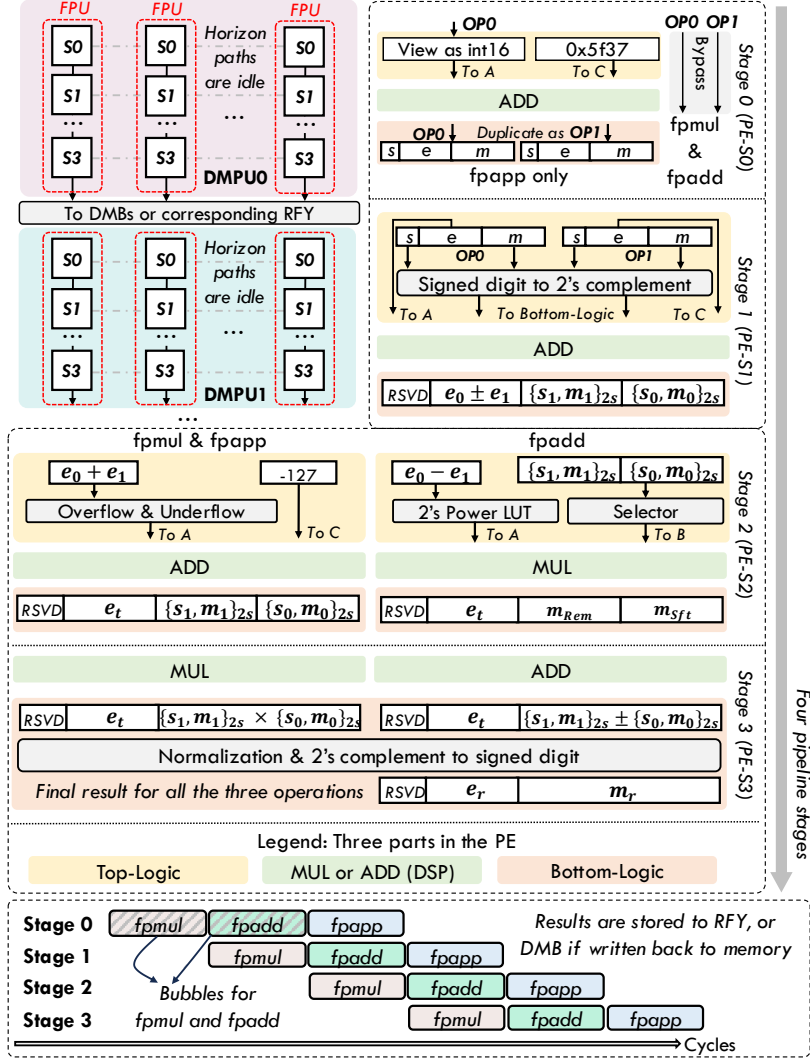 FPU FPU FPU
S0 S0 S0
Horizon
paths
are idle
S1 S1 S1
... ... ... ...
S3 S3 S3
DMPU0
To DMBs or corresponding RFY
S0 S0 S0
Horizon
paths
are idle
S1 S1 S1
... ... ... ...
S3 S3 S3
DMPU1
...
OP0
View as int16 0x5f37
To A To C
ADD
OP0 Duplicate as OP1
s e m s e m
fpapp only
OP0 OP1
Bypass
fpmul
&
fpadd
Stage 0 (PE-S0)
s e m s e m
OP0 OP1
Signed digit to 2's complement
To A To Bottom-Logic To C
ADD
RSVD e₀ ± e₁ {s₁, m₁}₂ₛ {s₀, m₀}₂ₛ
Stage 1 (PE-S1)
fpmul & fpapp fpadd
e₀ + e₁ -127 e₀ − e₁ {s₁, m₁}₂ₛ {s₀, m₀}₂ₛ
Overflow & Underflow 2's Power LUT Selector
To A To C To A To B
ADD MUL
RSVD eₜ {s₁, m₁}₂ₛ {s₀, m₀}₂ₛ RSVD eₜ m_Rem m_Sft
Stage 2 (PE-S2)
MUL ADD
RSVD eₜ {s₁, m₁}₂ₛ × {s₀, m₀}₂ₛ RSVD eₜ {s₁, m₁}₂ₛ ± {s₀, m₀}₂ₛ
Normalization & 2's complement to signed digit
Final result for all the three operations RSVD eᵣ mᵣ
Stage 3 (PE-S3)
Four pipeline stages
Legend: Three parts in the PE
Top-Logic MUL or ADD (DSP) Bottom-Logic
Stage 0 fpmul fpadd fpapp
Stage 1 fpmul fpadd fpapp
Stage 2 fpmul fpadd fpapp
Stage 3 fpmul fpadd fpapp
Results are stored to RFY, or
DMB if written back to memory
Bubbles for
fpmul and fpadd
Cycles